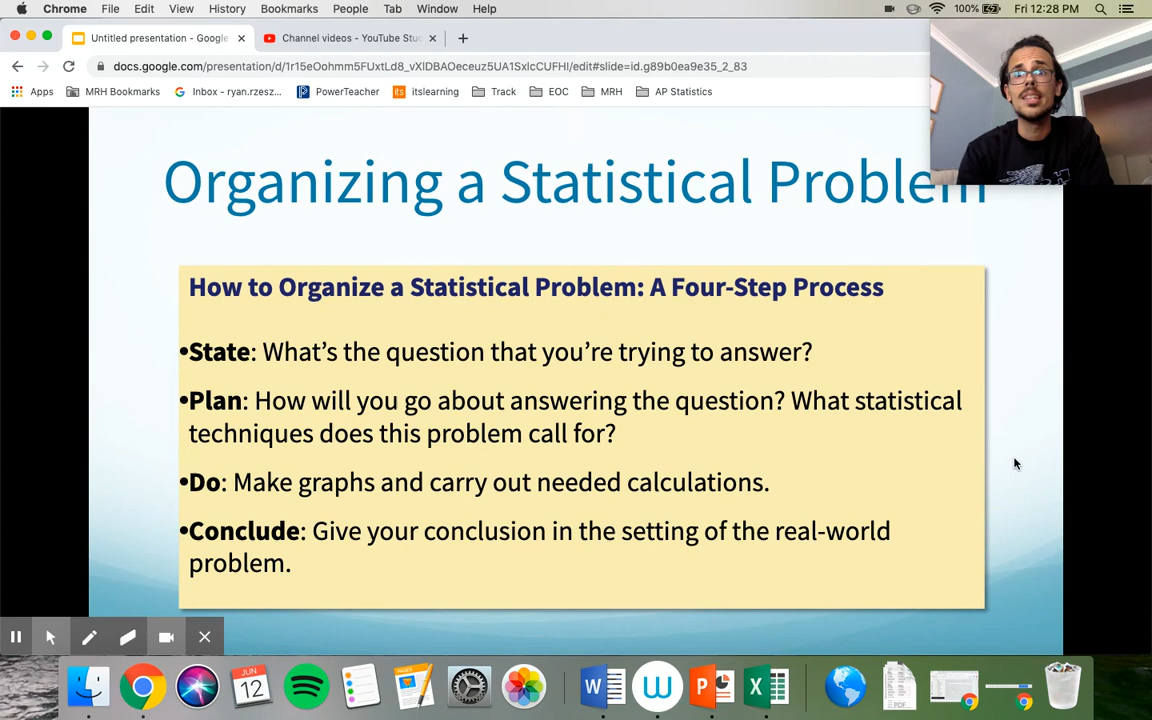 Chrome File Edit View History Bookmarks People Tab Window Help 100% Fri 12:28 PM
Untitled presentation - Google
Channel videos - YouTube Stu
docs.google.com/presentation/d/1r15eOohmm5FUxtLd8_vXlDBAOeceuz5UA1SxlcCUFHI/edit#slide=id.g89b0ea9e35_2_83
Apps MRH Bookmarks Inbox - ryan.rzesz... PowerTeacher its itslearning Track EOC MRH AP Statistics
Organizing a Statistical Problem
How to Organize a Statistical Problem: A Four-Step Process
•State: What's the question that you're trying to answer?
•Plan: How will you go about answering the question? What statistical
techniques does this problem call for?
•Do: Make graphs and carry out needed calculations.
•Conclude: Give your conclusion in the setting of the real-world
problem.
JUN
12
W
W
P
X
PDF